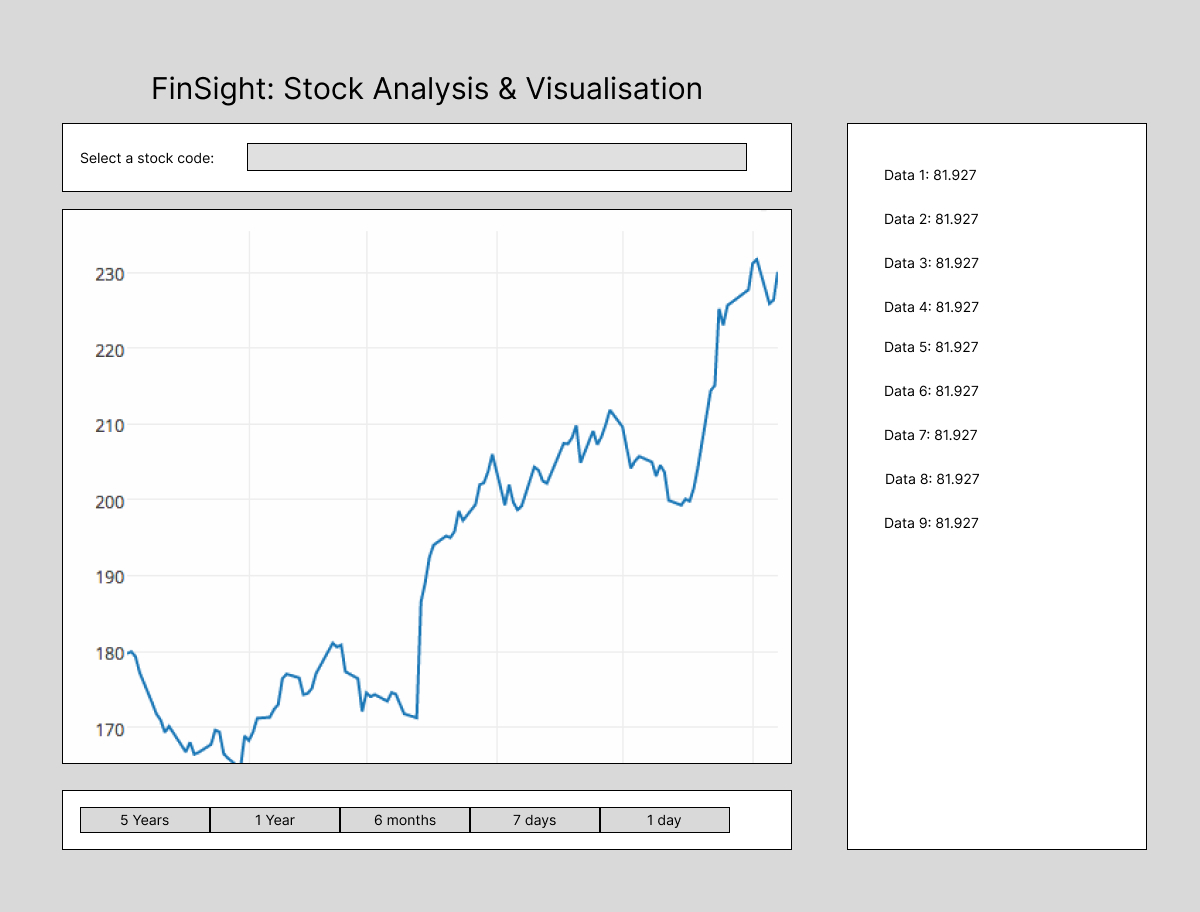 FinSight: Stock Analysis & Visualisation
Select a stock code:
230
220
210
200
190
180
170
5 Years
1 Year
6 months
7 days
1 day
Data 1: 81.927
Data 2: 81.927
Data 3: 81.927
Data 4: 81.927
Data 5: 81.927
Data 6: 81.927
Data 7: 81.927
Data 8: 81.927
Data 9: 81.927